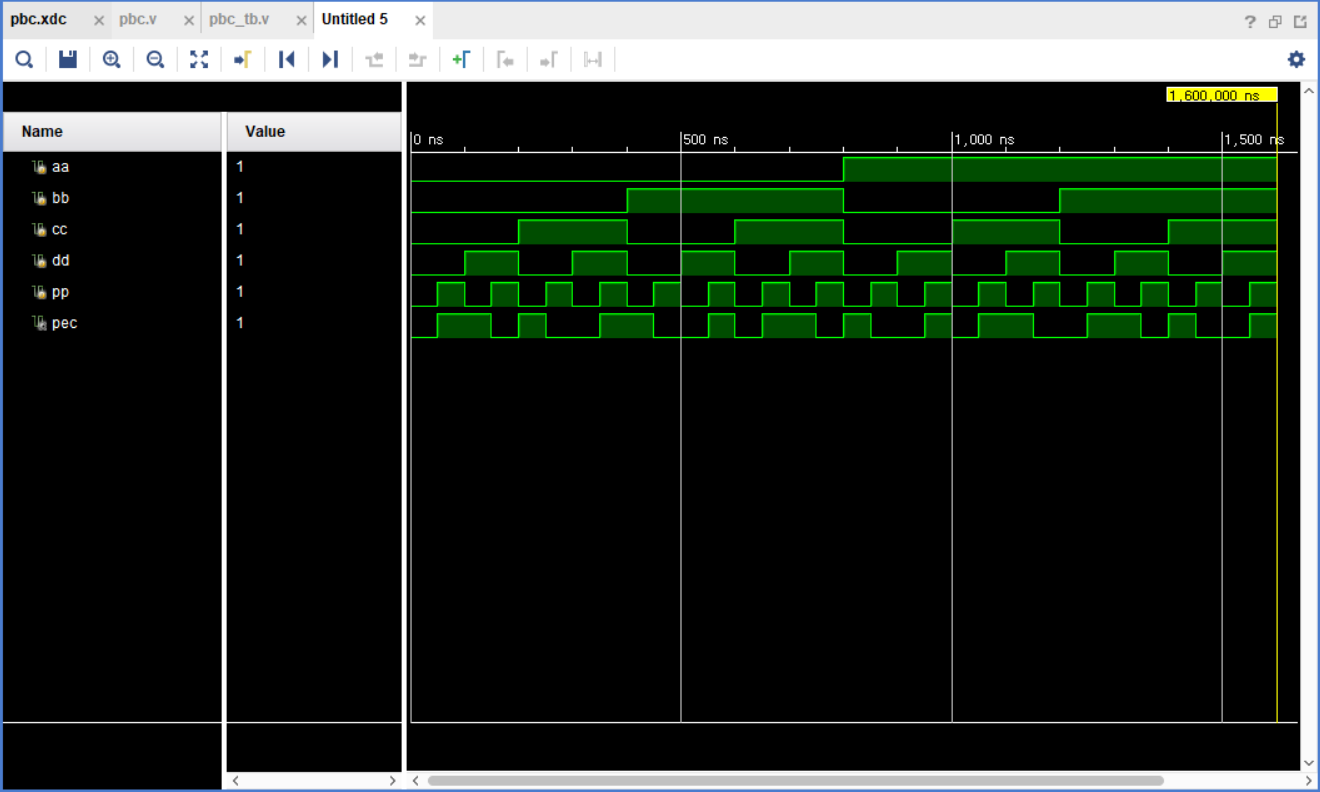 pbc.xdc × pbc.v × pbc_tb.v × Untitled 5 ×
?
1,600,000 ns
Name Value
0 ns 500 ns 1,000 ns 1,500 ns
aa 1
bb 1
cc 1
dd 1
pp 1
pec 1